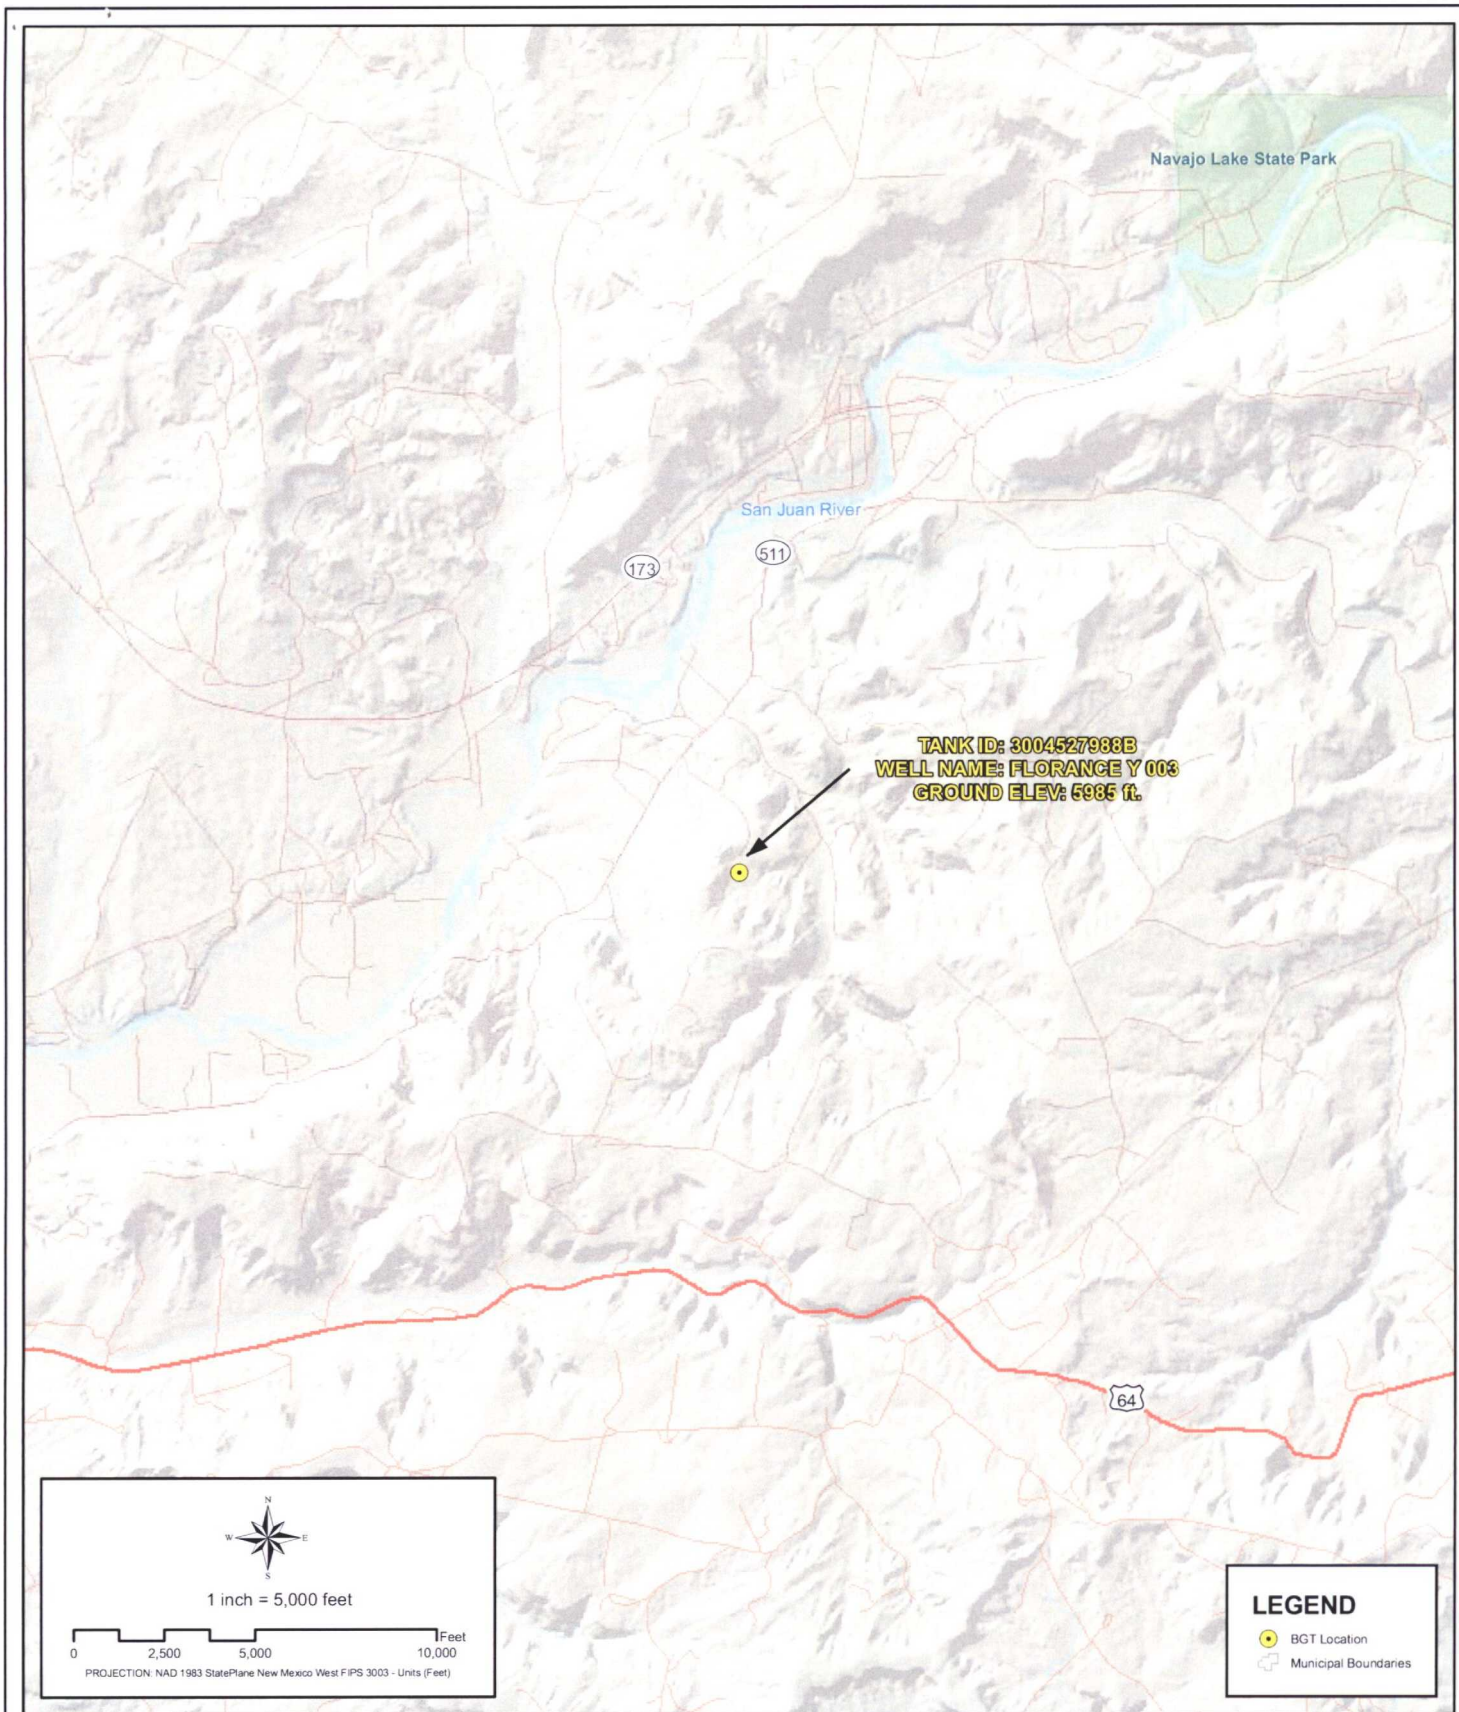 Navajo Lake State Park
San Juan River
511
173
TANK ID: 3004527988B
WELL NAME: FLORANCE Y 003
GROUND ELEV: 5985 ft.
64
N
W E
S
1 inch = 5,000 feet
Feet
0 2,500 5,000 10,000
PROJECTION: NAD 1983 StatePlane New Mexico West FIPS 3003 - Units (Feet)
LEGEND
BGT Location
Municipal Boundaries